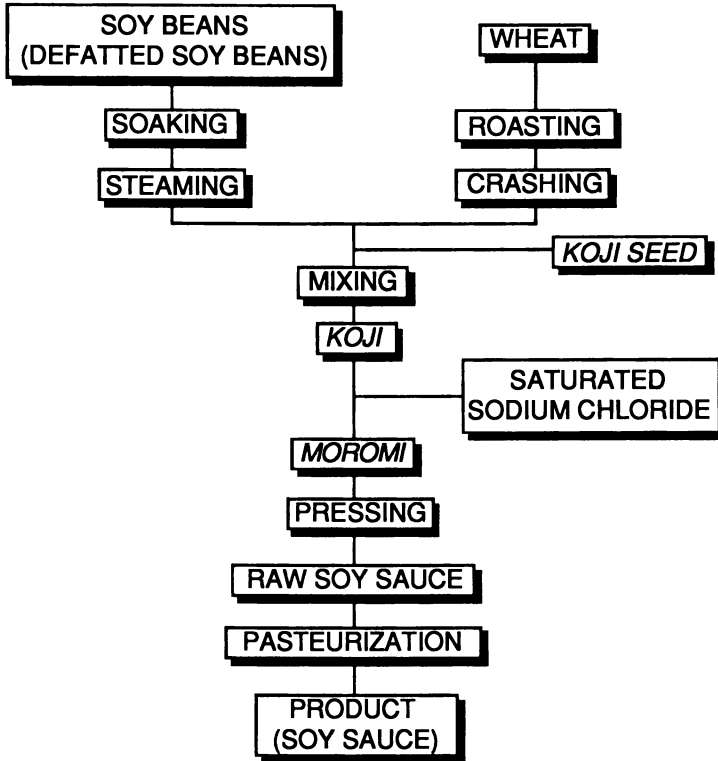 SOY BEANS
(DEFATTED SOY BEANS)
WHEAT
SOAKING
ROASTING
STEAMING
CRASHING
KOJI SEED
MIXING
KOJI
SATURATED
SODIUM CHLORIDE
MOROMI
PRESSING
RAW SOY SAUCE
PASTEURIZATION
PRODUCT
(SOY SAUCE)